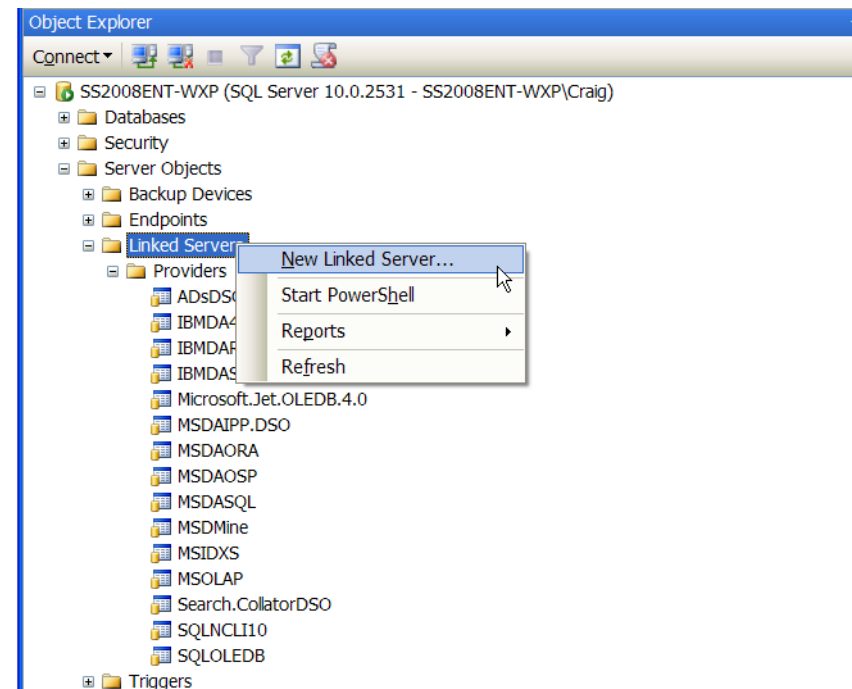 Object Explorer
Connect
SS2008ENT-WXP (SQL Server 10.0.2531 - SS2008ENT-WXP\Craig)
Databases
Security
Server Objects
Backup Devices
Endpoints
Linked Servers
New Linked Server...
Providers
Start PowerShell
Reports
Refresh
Microsoft.Jet.OLEDB.4.0
MSDAIPP.DSO
MSDAORA
MSDAOSP
MSDASQL
MSDMine
MSIDXS
MSOLAP
Search.CollatorDSO
SQLNCLI10
SQLOLEDB
Triggers